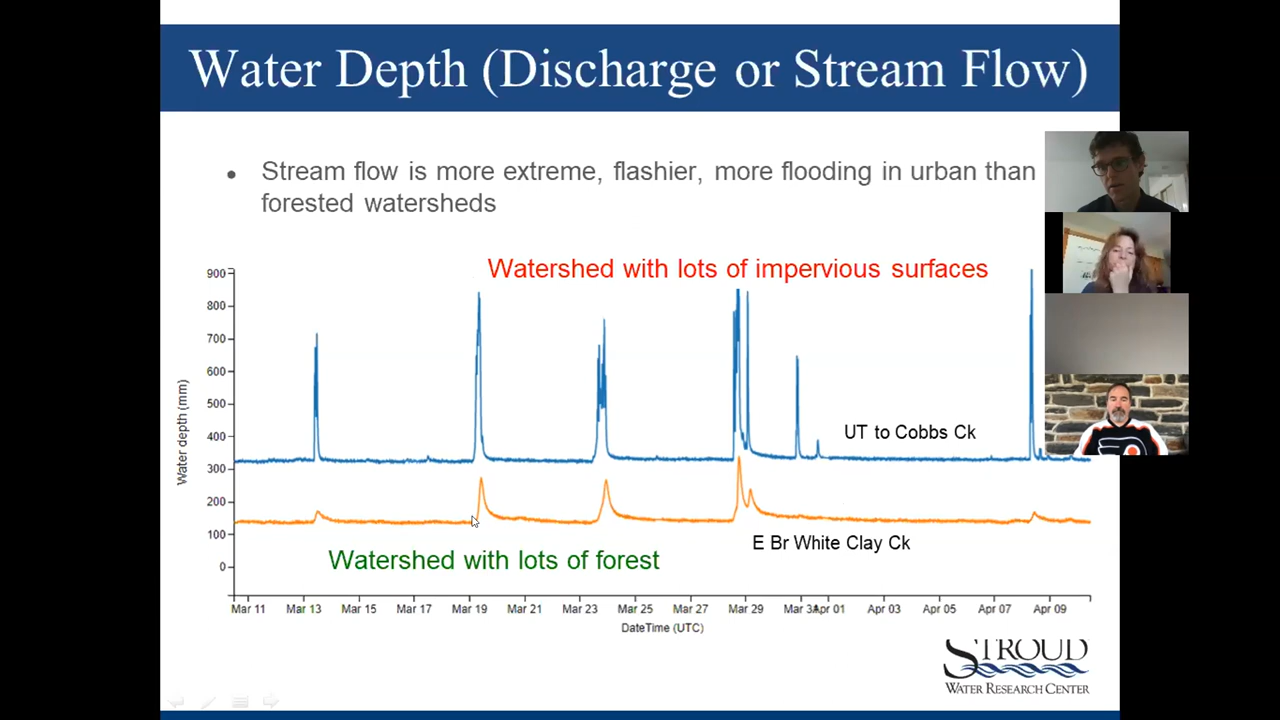 Water Depth (Discharge or Stream Flow)
• Stream flow is more extreme, flashier, more flooding in urban than
forested watersheds
Watershed with lots of impervious surfaces
900
800
700
600
500
400
300
200
100
0
Water depth (mm)
UT to Cobbs Ck
E Br White Clay Ck
Watershed with lots of forest
Mar 11 Mar 13 Mar 15 Mar 17 Mar 19 Mar 21 Mar 23 Mar 25 Mar 27 Mar 29 Mar 31 Apr 01 Apr 03 Apr 05 Apr 07 Apr 09
DateTime (UTC)
STROUD
WATER RESEARCH CENTER